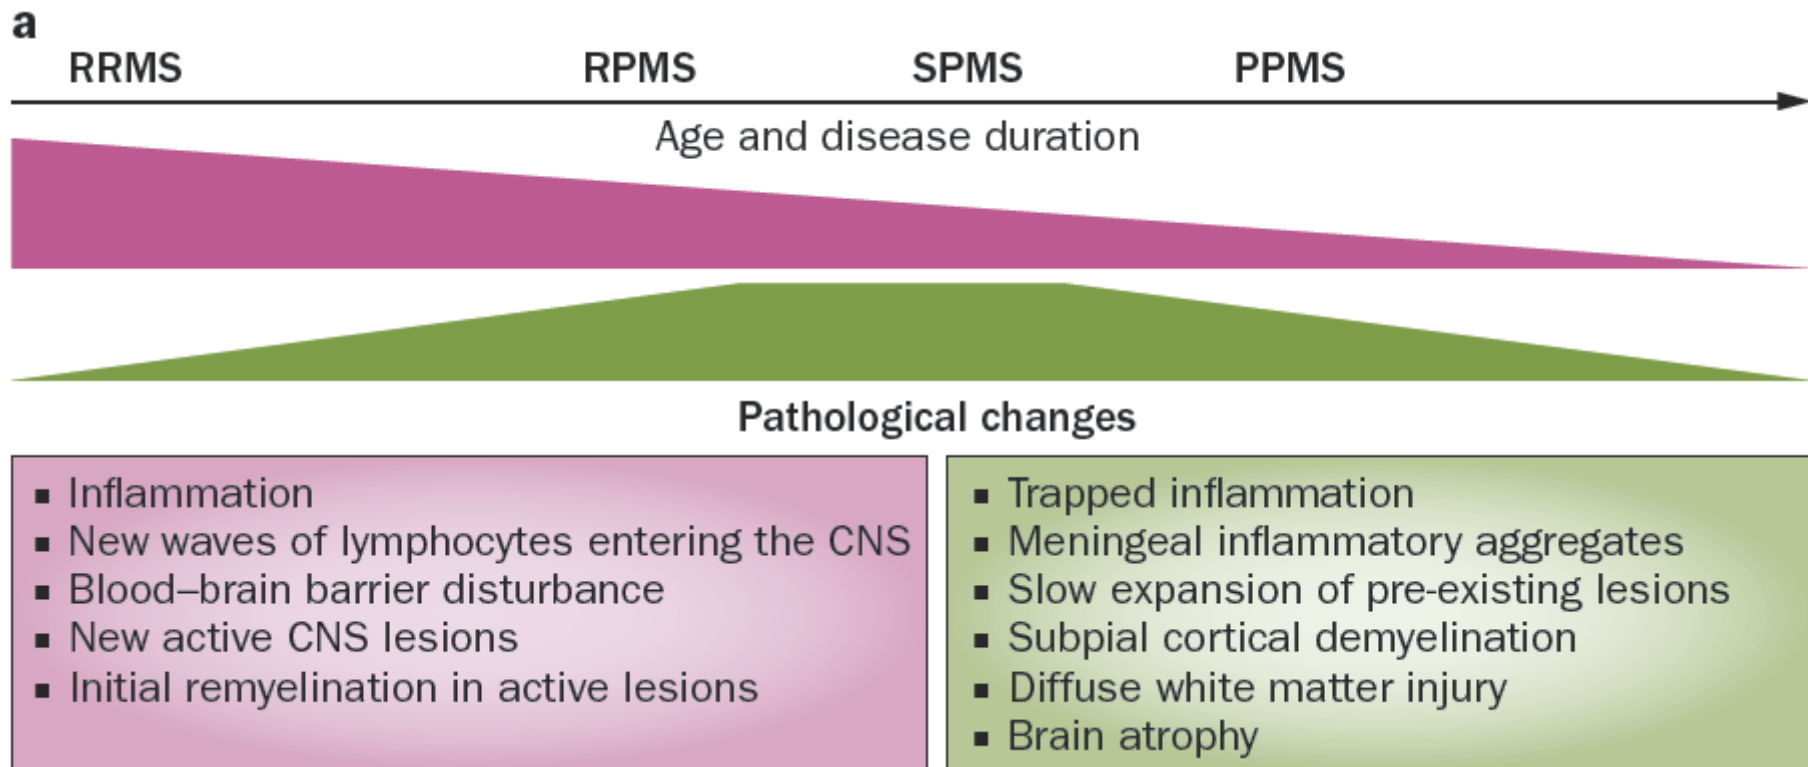 a
RRMS RPMS SPMS PPMS
Age and disease duration
Pathological changes
▪ Inflammation
▪ New waves of lymphocytes entering the CNS
▪ Blood–brain barrier disturbance
▪ New active CNS lesions
▪ Initial remyelination in active lesions
▪ Trapped inflammation
▪ Meningeal inflammatory aggregates
▪ Slow expansion of pre-existing lesions
▪ Subpial cortical demyelination
▪ Diffuse white matter injury
▪ Brain atrophy